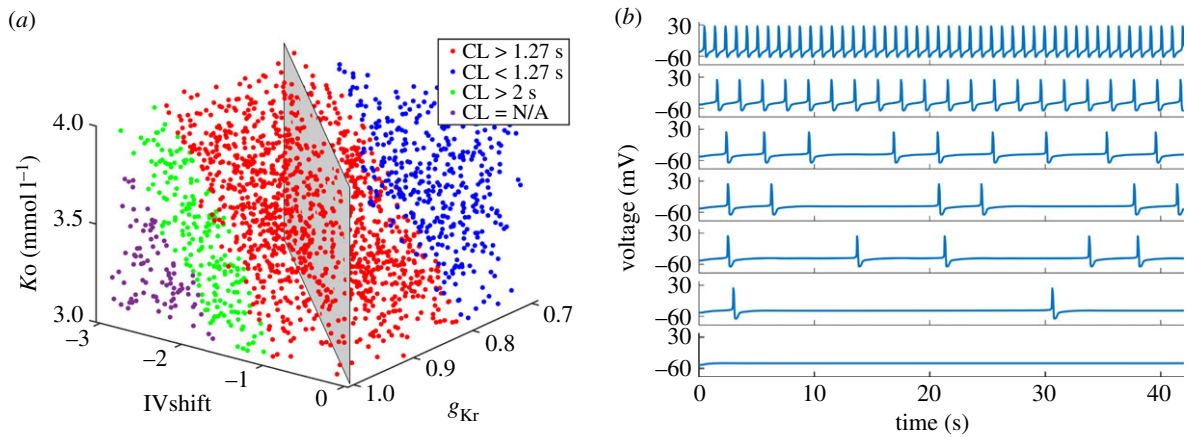 (a)
CL > 1.27 s
CL < 1.27 s
CL > 2 s
CL = N/A
4.0
3.5
3.0
Ko (mmol l⁻¹)
–3
–2
–1
0
IVshift
1.0
0.9
0.8
0.7
gKr
(b)
30
–60
30
–60
30
–60
30
–60
30
–60
30
–60
30
–60
voltage (mV)
0
10
20
30
40
time (s)